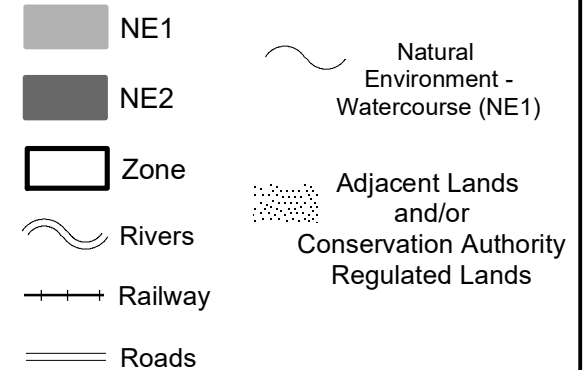 NE1
NE2
Zone
Rivers
Railway
Roads
Natural
Environment -
Watercourse (NE1)
Adjacent Lands
and/or
Conservation Authority
Regulated Lands